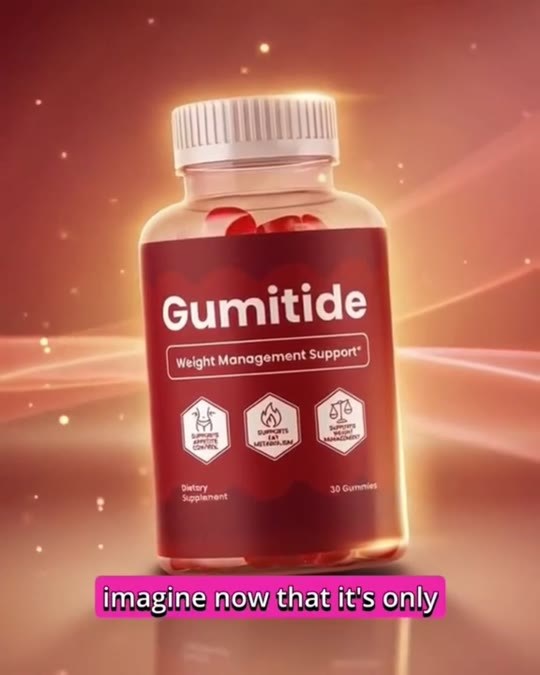 Gumitide
Weight Management Support*
SUPPORTS
APPETITE
CONTROL
SUPPORTS
FAT
METABOLISM
SUPPORTS
WEIGHT
MANAGEMENT
Dietary
Supplement
30 Gummies
imagine now that it's only